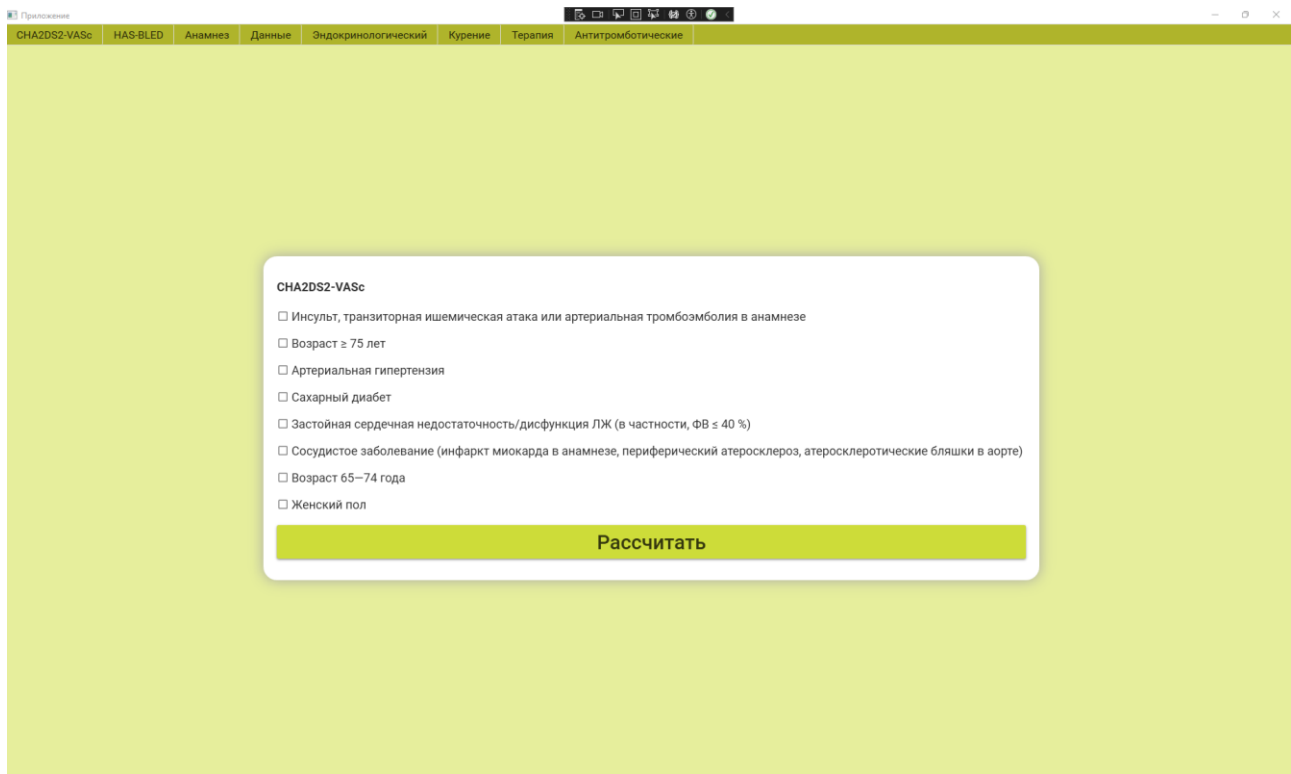 Приложение
CHA2DS2-VASc HAS-BLED Анамнез Данные Эндокринологический Курение Терапия Антитромботические
CHA2DS2-VASc
Инсульт, транзиторная ишемическая атака или артериальная тромбоэмболия в анамнезе
Возраст ≥ 75 лет
Артериальная гипертензия
Сахарный диабет
Застойная сердечная недостаточность/дисфункция ЛЖ (в частности, ФВ ≤ 40 %)
Сосудистое заболевание (инфаркт миокарда в анамнезе, периферический атеросклероз, атеросклеротические бляшки в аорте)
Возраст 65—74 года
Женский пол
Рассчитать